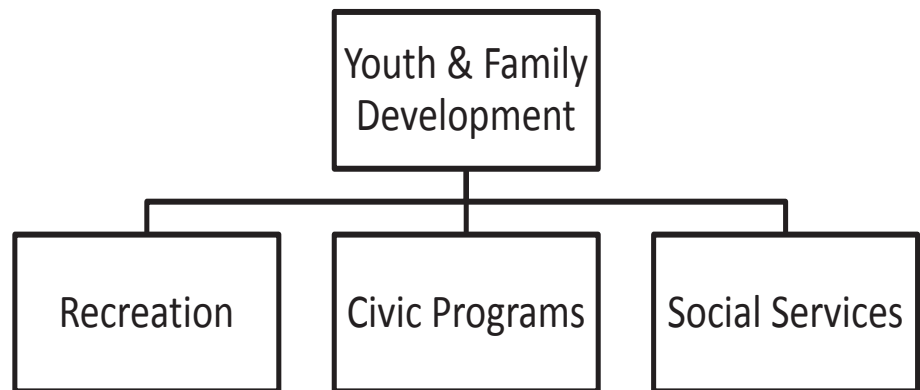 Youth & Family
Development
Recreation
Civic Programs
Social Services